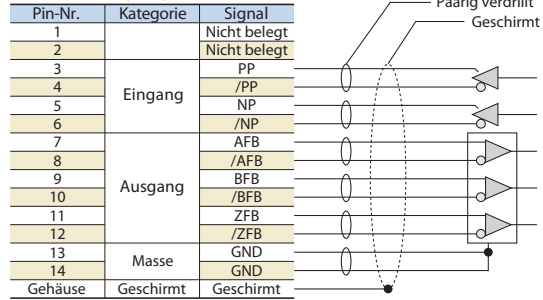 Paarig verdrillt
Geschirmt
Pin-Nr. Kategorie Signal
1 Nicht belegt
2 Nicht belegt
3 Eingang PP
4 /PP
5 NP
6 /NP
7 Ausgang AFB
8 /AFB
9 BFB
10 /BFB
11 ZFB
12 /ZFB
13 Masse GND
14 GND
Gehäuse Geschirmt Geschirmt